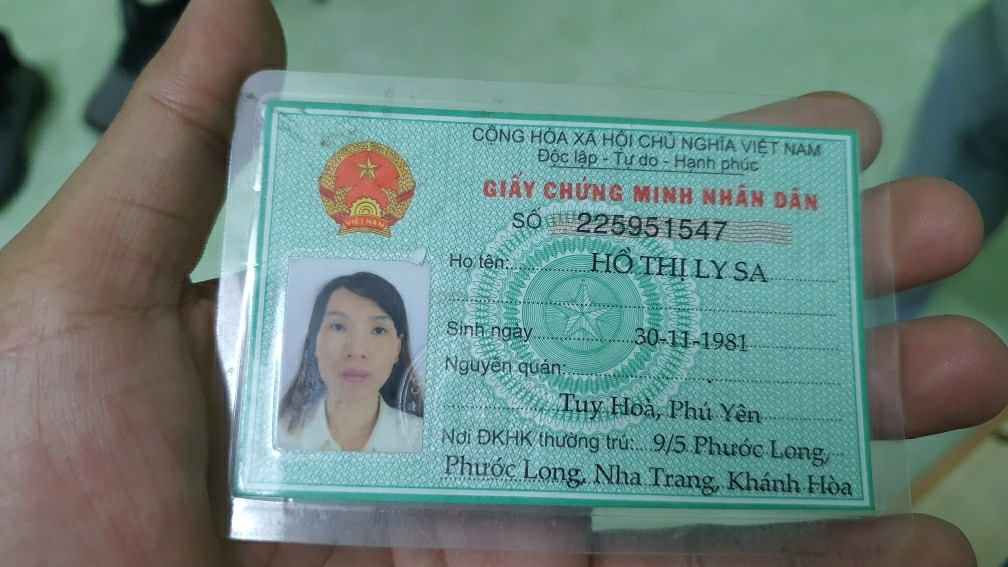 CỘNG HÒA XÃ HỘI CHỦ NGHĨA VIỆT NAM
Độc lập - Tự do - Hạnh phúc
GIẤY CHỨNG MINH NHÂN DÂN
SỐ 225951547
VIỆT NAM
Họ tên: HỒ THỊ LY SA
Sinh ngày 30-11-1981
Nguyên quán:
Tuy Hoà, Phú Yên
Nơi ĐKHK thường trú: 9/5 Phước Long,
Phước Long, Nha Trang, Khánh Hòa